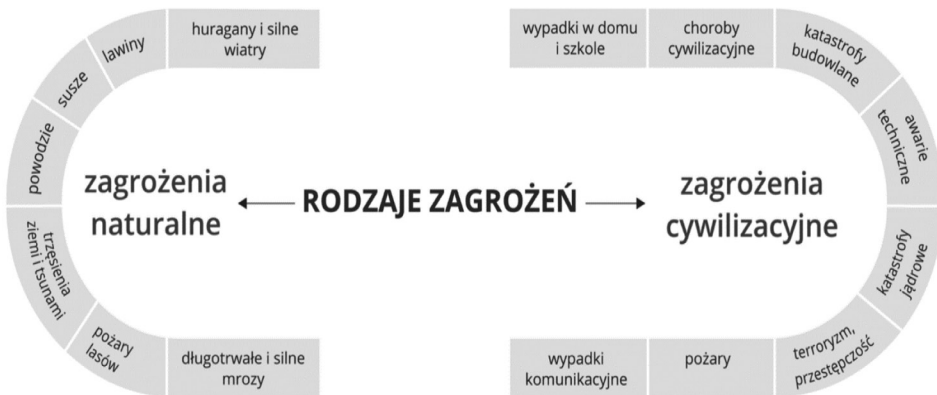 huragany i silne
wiatry
lawiny
susze
powodzie
trzęsienia
ziemi i tsunami
pożary
lasów
długotrwałe i silne
mrozy
zagrożenia
naturalne
RODZAJE ZAGROŻEŃ
zagrożenia
cywilizacyjne
wypadki w domu
i szkole
choroby
cywilizacyjne
katastrofy
budowlane
awarie
techniczne
katastrofy
jądrowe
terroryzm,
przestępczość
pożary
wypadki
komunikacyjne